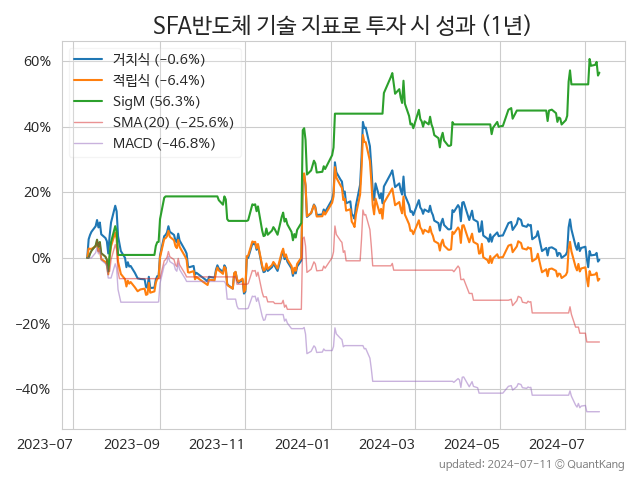 SFA반도체 기술 지표로 투자 시 성과 (1년)
거치식 (−0.6%)
적립식 (−6.4%)
SigM (56.3%)
SMA(20) (−25.6%)
MACD (−46.8%)
60%
40%
20%
0%
−20%
−40%
2023-07 2023-09 2023-11 2024-01 2024-03 2024-05 2024-07
updated: 2024-07-11 © QuantKang